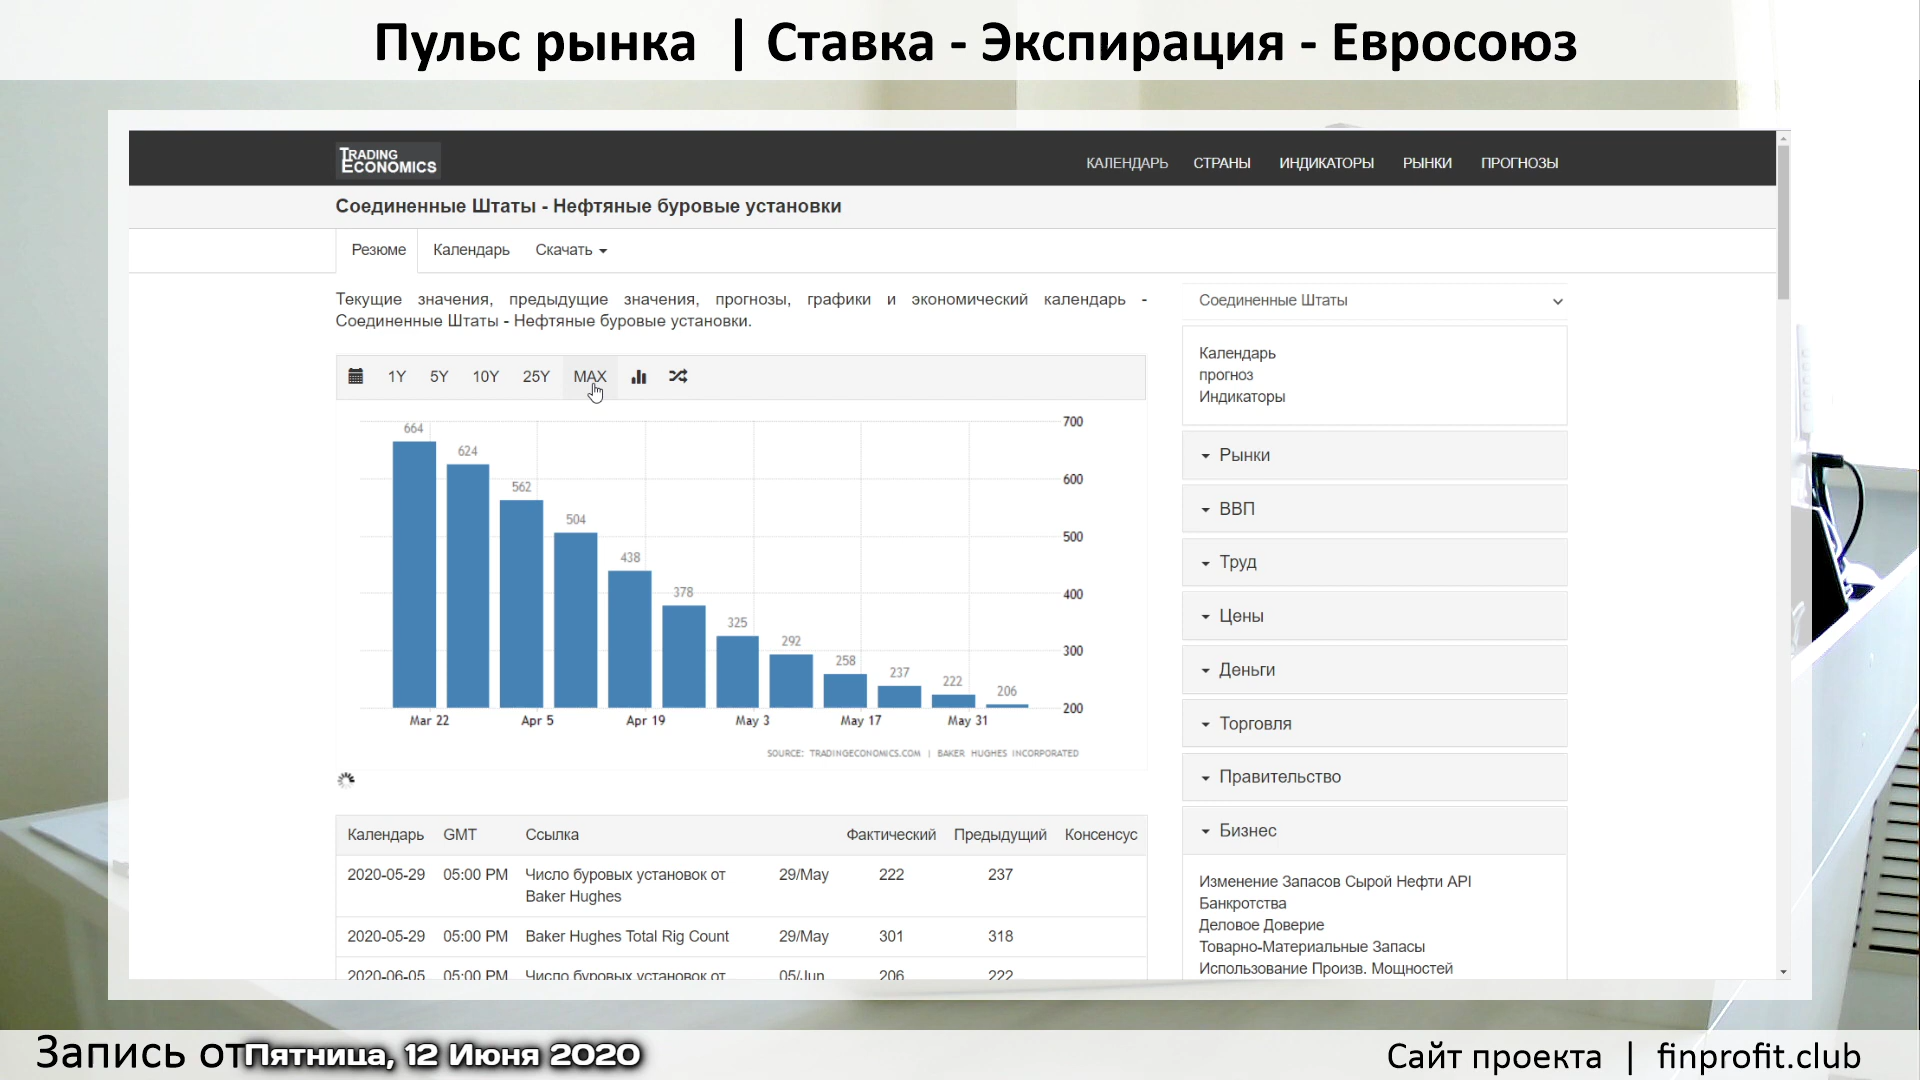 Пульс рынка | Ставка - Экспирация - Евросоюз
TRADING
ECONOMICS
КАЛЕНДАРЬ СТРАНЫ ИНДИКАТОРЫ РЫНКИ ПРОГНОЗЫ
Соединенные Штаты - Нефтяные буровые установки
Резюме Календарь Скачать
Текущие значения, предыдущие значения, прогнозы, графики и экономический календарь -
Соединенные Штаты - Нефтяные буровые установки.
1Y 5Y 10Y 25Y MAX
664 624 562 504 438 378 325 292 258 237 222 206
700
600
500
400
300
200
Mar 22 Apr 5 Apr 19 May 3 May 17 May 31
SOURCE: TRADINGECONOMICS.COM | BAKER HUGHES INCORPORATED
Календарь GMT Ссылка Фактический Предыдущий Консенсус
2020-05-29 05:00 PM Число буровых установок от 29/May 222 237
Baker Hughes
2020-05-29 05:00 PM Baker Hughes Total Rig Count 29/May 301 318
2020-06-05 05:00 PM Число буровых установок от 05/Jun 206 222
Соединенные Штаты
Календарь
прогноз
Индикаторы
Рынки
ВВП
Труд
Цены
Деньги
Торговля
Правительство
Бизнес
Изменение Запасов Сырой Нефти API
Банкротства
Деловое Доверие
Товарно-Материальные Запасы
Использование Произв. Мощностей
Запись от Пятница, 12 Июня 2020
Сайт проекта | finprofit.club